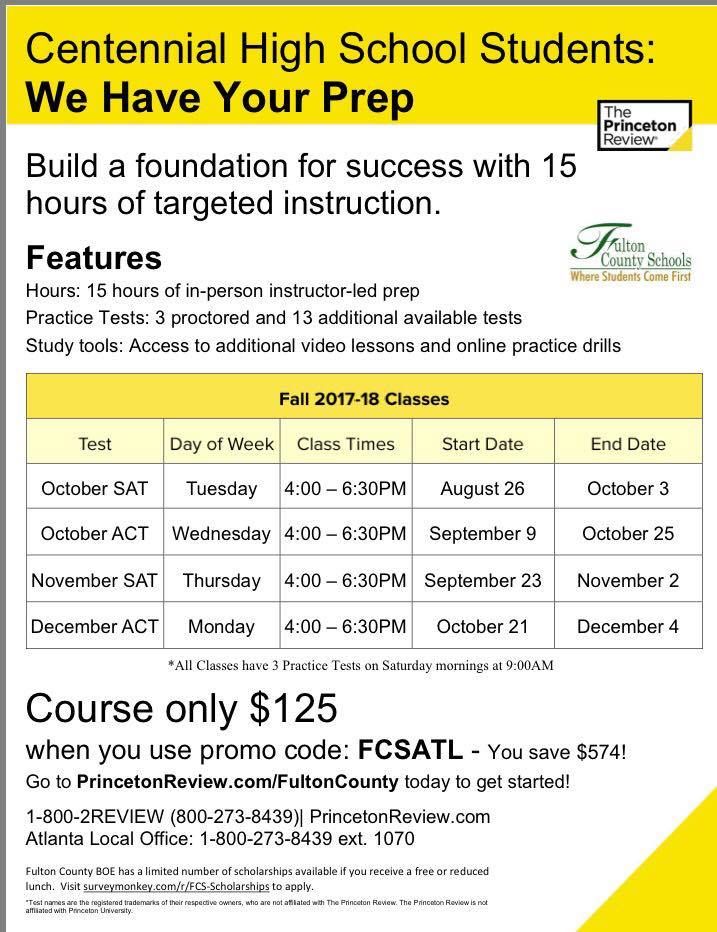 Centennial High School Students:
We Have Your Prep
The
Princeton
Review®
Build a foundation for success with 15
hours of targeted instruction.
Fulton
County Schools
Where Students Come First
Features
Hours: 15 hours of in-person instructor-led prep
Practice Tests: 3 proctored and 13 additional available tests
Study tools: Access to additional video lessons and online practice drills
Fall 2017-18 Classes
Test Day of Week Class Times Start Date End Date
October SAT Tuesday 4:00 – 6:30PM August 26 October 3
October ACT Wednesday 4:00 – 6:30PM September 9 October 25
November SAT Thursday 4:00 – 6:30PM September 23 November 2
December ACT Monday 4:00 – 6:30PM October 21 December 4
*All Classes have 3 Practice Tests on Saturday mornings at 9:00AM
Course only $125
when you use promo code: FCSATL - You save $574!
Go to PrincetonReview.com/FultonCounty today to get started!
1-800-2REVIEW (800-273-8439)| PrincetonReview.com
Atlanta Local Office: 1-800-273-8439 ext. 1070
Fulton County BOE has a limited number of scholarships available if you receive a free or reduced
lunch. Visit surveymonkey.com/r/FCS-Scholarships to apply.
*Test names are the registered trademarks of their respective owners, who are not affiliated with The Princeton Review. The Princeton Review is not
affiliated with Princeton University.